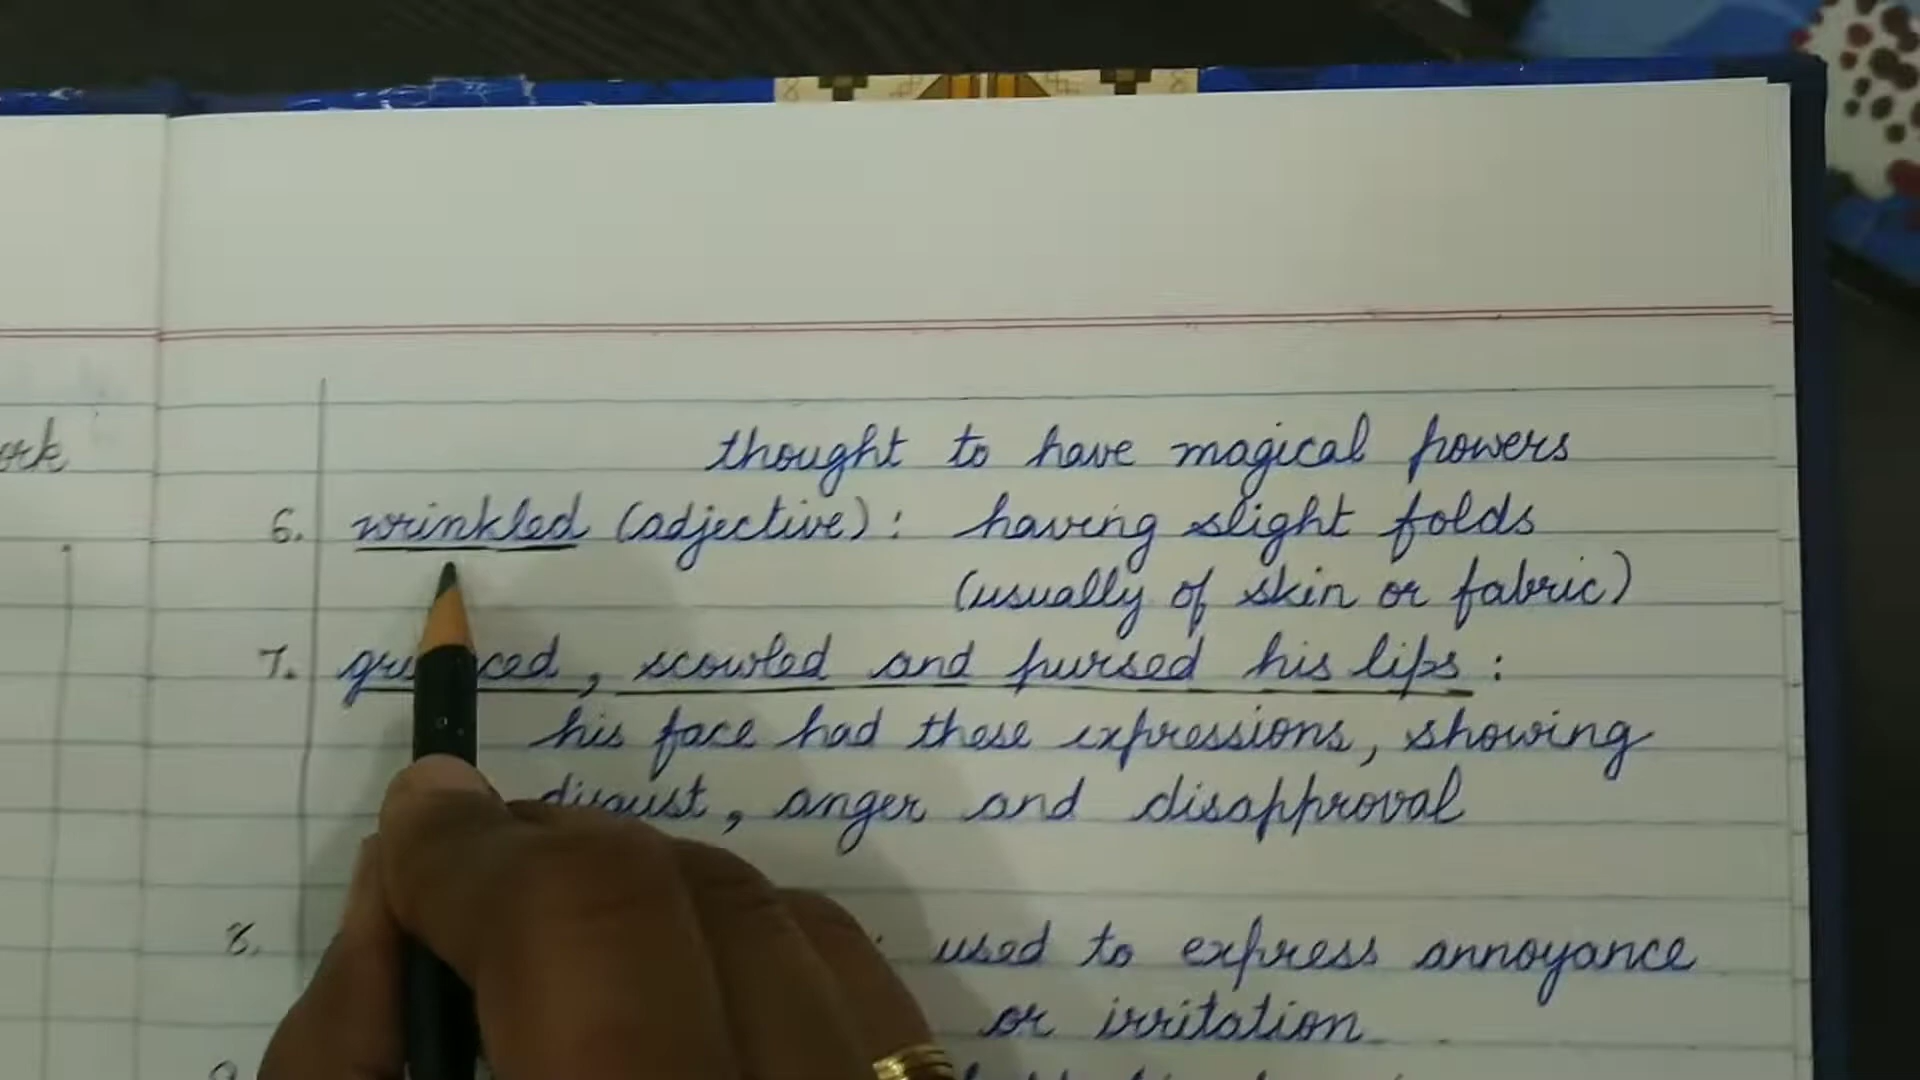 ork
thought to have magical powers
6. wrinkled (adjective) : having slight folds
(usually of skin or fabric)
7. , scowled and pursed his lips :
his face had these expressions, showing
disgust, anger and disapproval
8. : used to express annoyance
or irritation